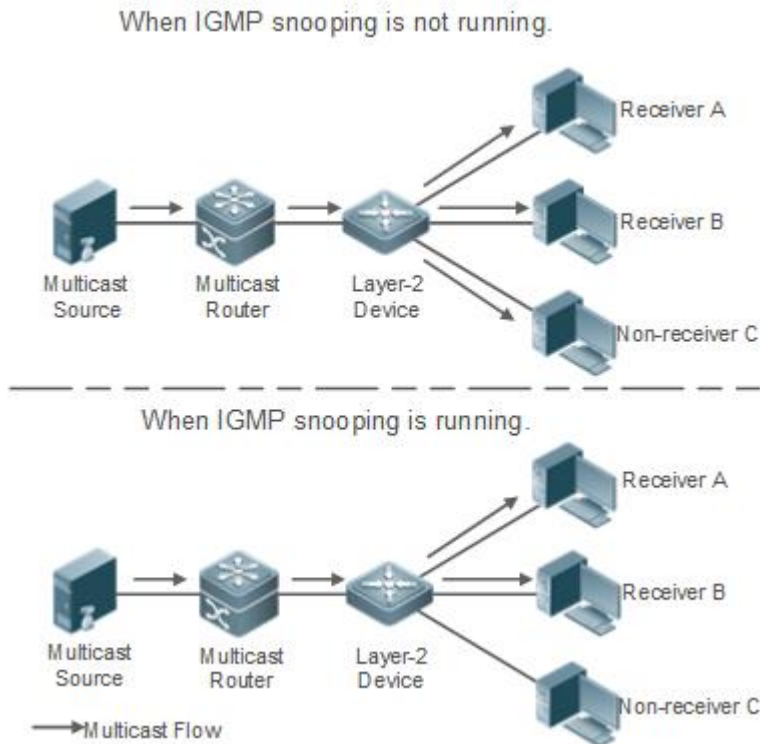 When IGMP snooping is not running.
Receiver A
Receiver B
Multicast
Source
Multicast
Router
Layer-2
Device
Non-receiver C
When IGMP snooping is running.
Receiver A
Receiver B
Multicast
Source
Multicast
Router
Layer-2
Device
Non-receiver C
Multicast Flow